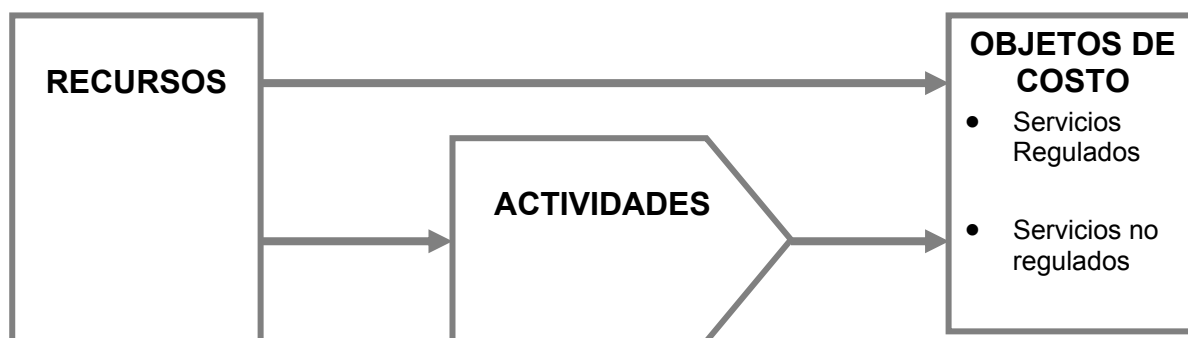 RECURSOS
ACTIVIDADES
OBJETOS DE
COSTO
• Servicios
Regulados
• Servicios no
regulados